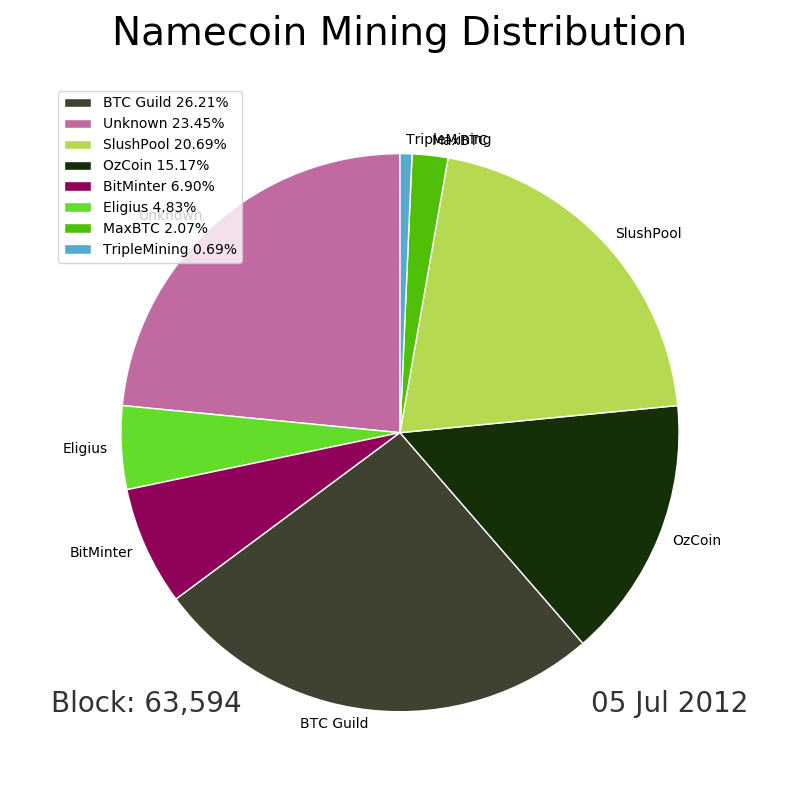 Namecoin Mining Distribution
BTC Guild 26.21%
Unknown 23.45%
SlushPool 20.69%
OzCoin 15.17%
BitMinter 6.90%
Eligius 4.83%
MaxBTC 2.07%
TripleMining 0.69%
TripleMining
MaxBTC
Unknown
SlushPool
Eligius
OzCoin
BitMinter
BTC Guild
Block: 63,594
05 Jul 2012